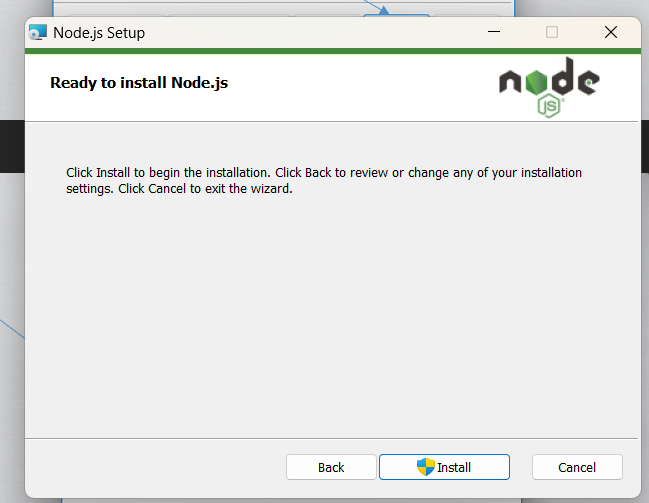 Node.js Setup
Ready to install Node.js
node
JS
Click Install to begin the installation. Click Back to review or change any of your installation
settings. Click Cancel to exit the wizard.
Back
Install
Cancel